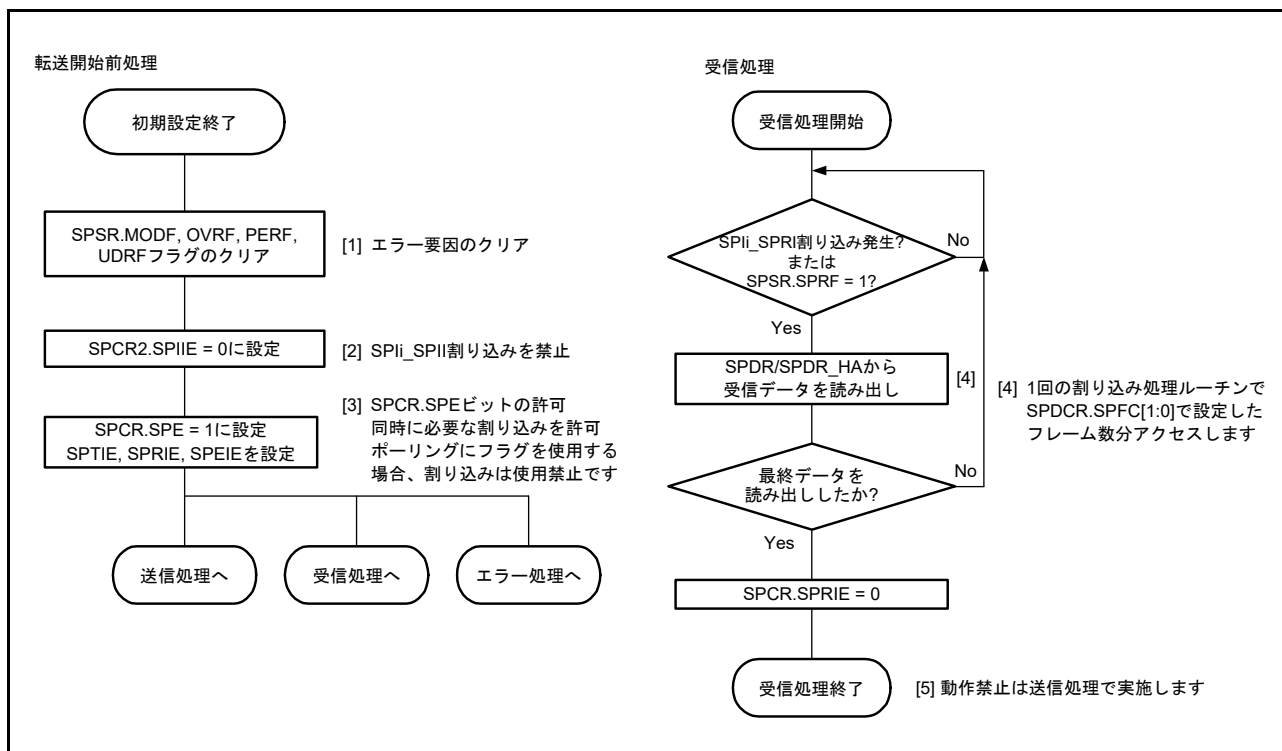 転送開始前処理
初期設定終了
SPSR.MODF, OVRF, PERF,
UDRFフラグのクリア
[1] エラー要因のクリア
SPCR2.SPIIE = 0に設定
[2] SPIi_SPII割り込みを禁止
SPCR.SPE = 1に設定
SPTIE, SPRIE, SPEIEを設定
[3] SPCR.SPEビットの許可
同時に必要な割り込みを許可
ポーリングにフラグを使用する
場合、割り込みは使用禁止です
送信処理へ
受信処理へ
エラー処理へ
受信処理
受信処理開始
SPIi_SPRI割り込み発生?
または
SPSR.SPRF = 1?
No
Yes
SPDR/SPDR_HAから
受信データを読み出し
[4]
[4] 1回の割り込み処理ルーチンで
SPDCR.SPFC[1:0]で設定した
フレーム数分アクセスします
最終データを
読み出ししたか?
No
Yes
SPCR.SPRIE = 0
受信処理終了
[5] 動作禁止は送信処理で実施します